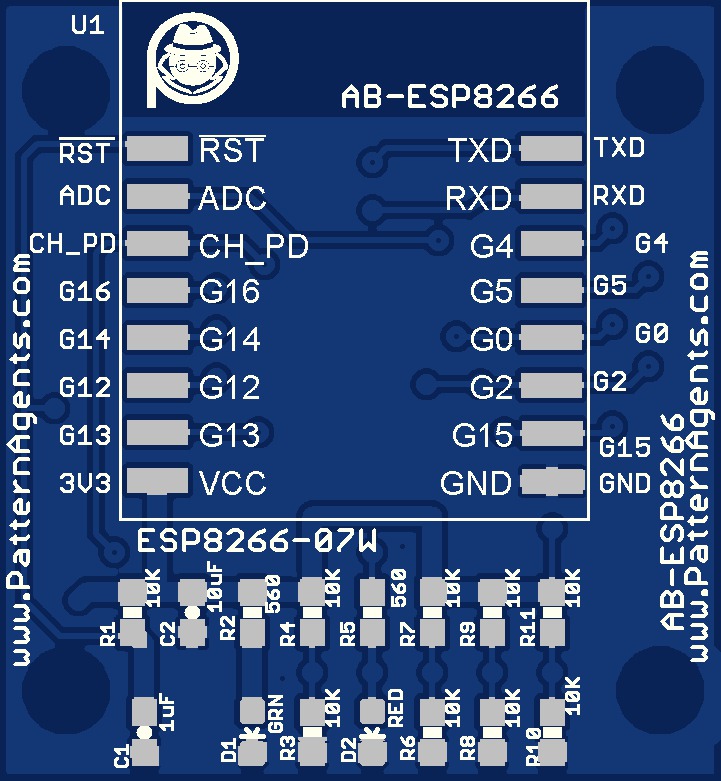 U1
AB-ESP8266
RST RST TXD TXD
ADC ADC RXD RXD
CH_PD CH_PD G4 G4
G16 G16 G5 G5
G14 G14 G0 G0
G12 G12 G2 G2
G13 G13 G15 G15
3V3 VCC GND GND
ESP8266-07W
www.PatternAgents.com
AB-ESP8266
www.PatternAgents.com
R1 10K
C2 10uF
R2 560
R4 10K
R5 560
R7 10K
R9 10K
R11 10K
C1 1uF
D1 GRN
R3 10K
D2 RED
R6 10K
R8 10K
R10 10K